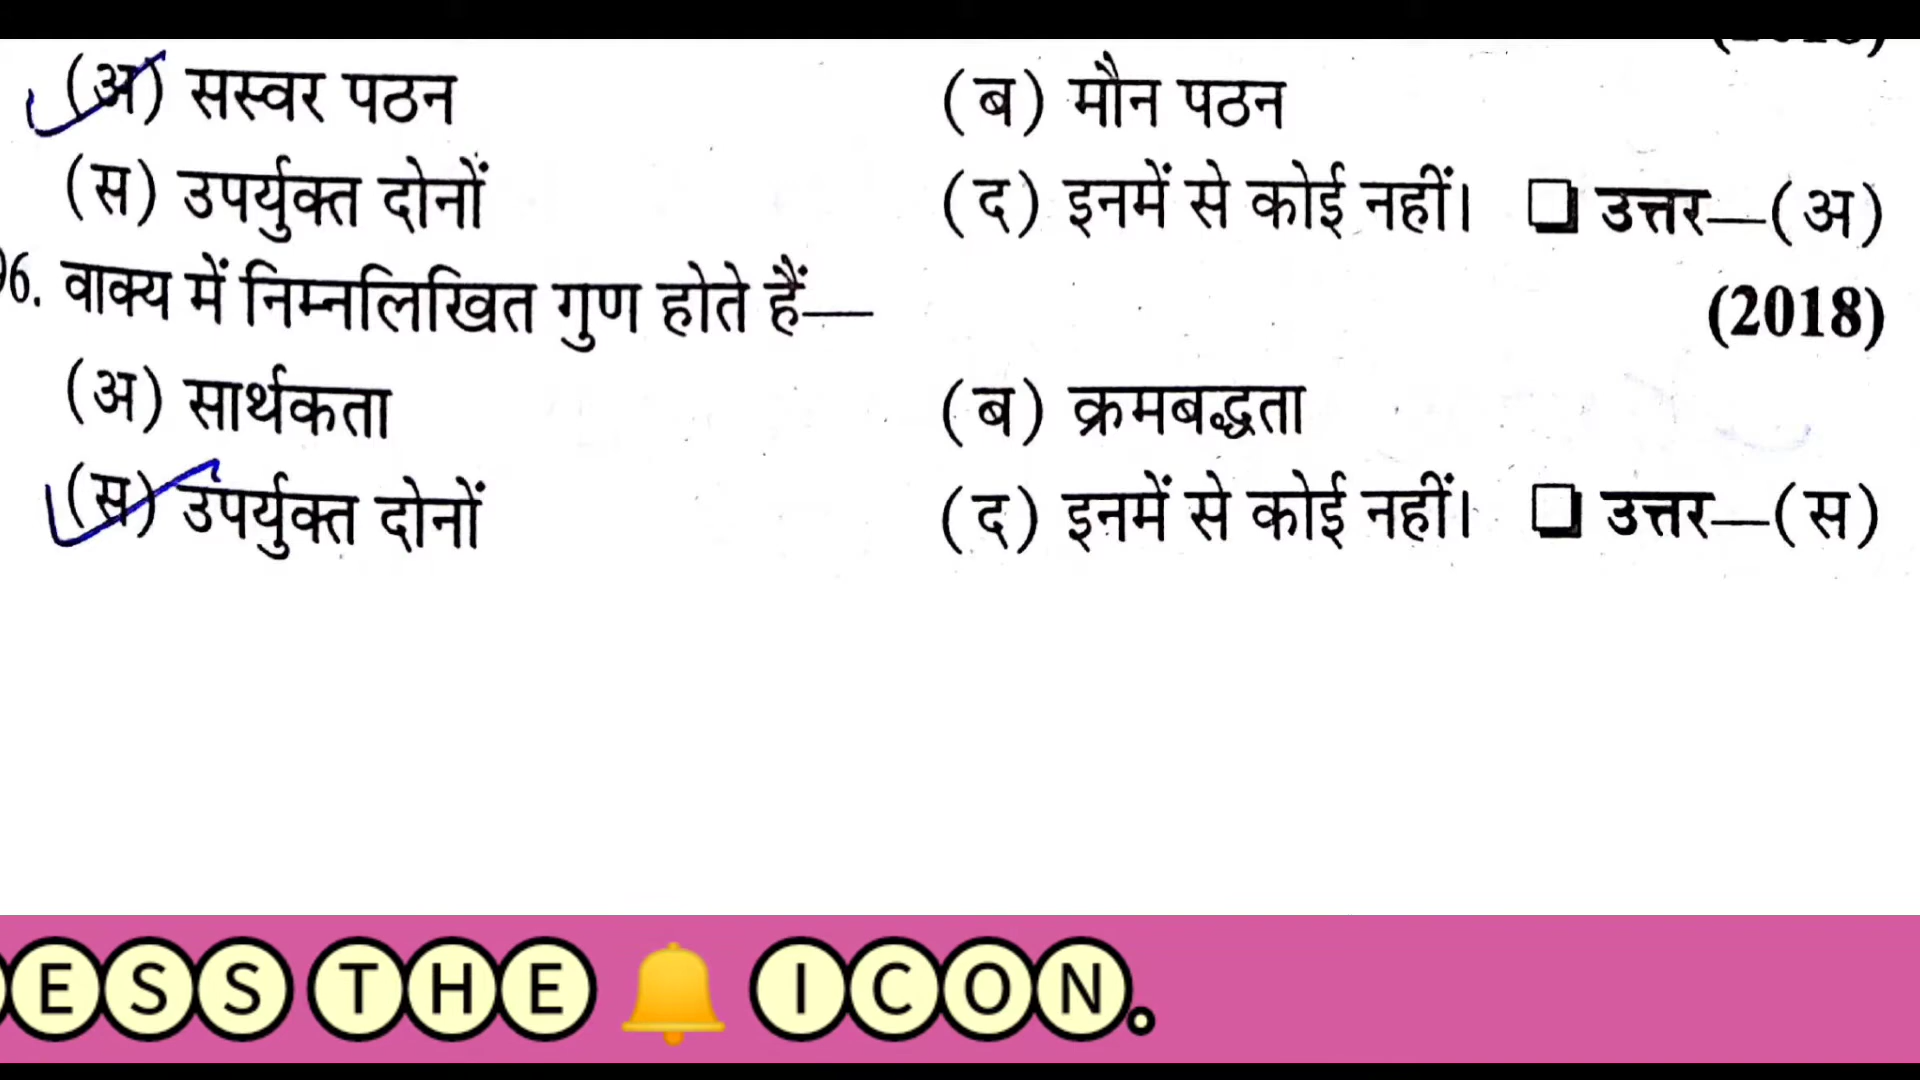 (अ) सस्वर पठन (ब) मौन पठन
(स) उपर्युक्त दोनों (द) इनमें से कोई नहीं। ❑ उत्तर—(अ)
96. वाक्य में निम्नलिखित गुण होते हैं— (2018)
(अ) सार्थकता (ब) क्रमबद्धता
(स) उपर्युक्त दोनों (द) इनमें से कोई नहीं। ❑ उत्तर—(स)
ESS THE 🔔 ICON.